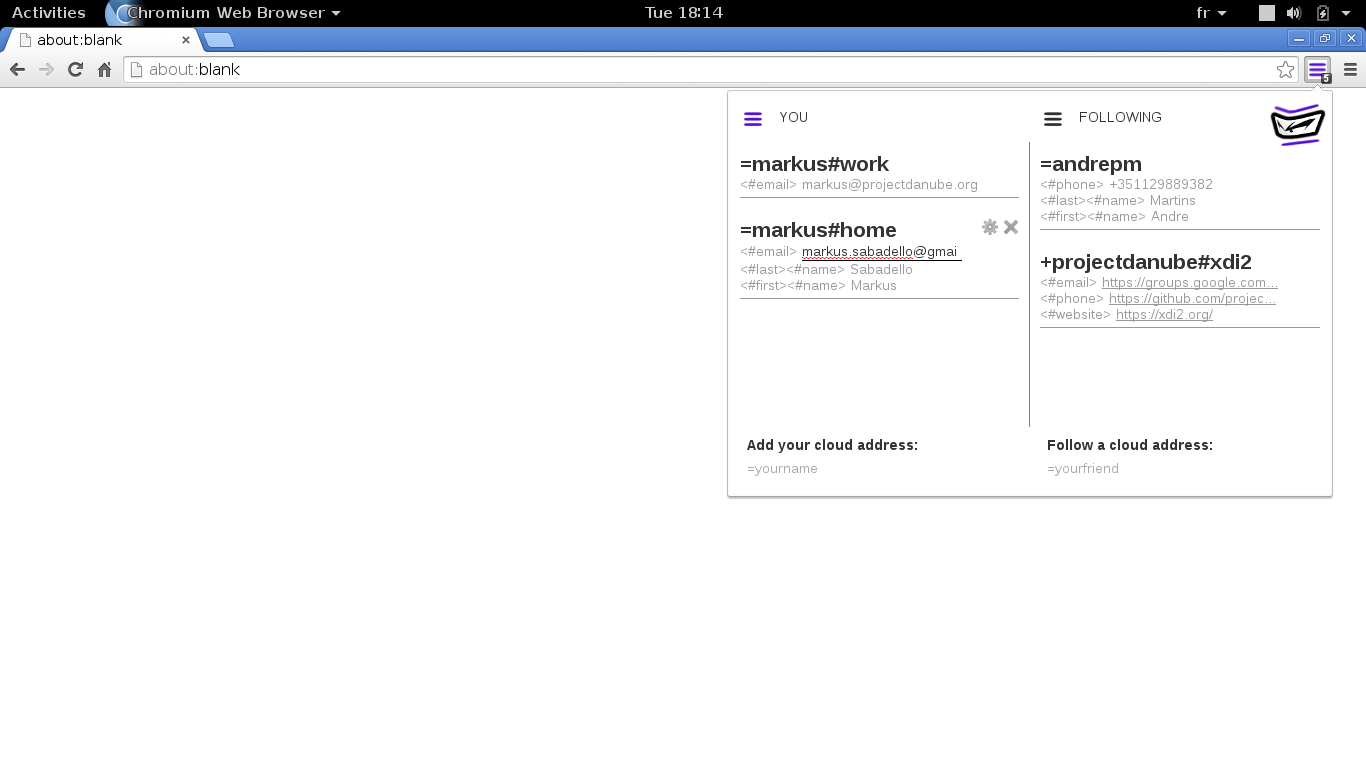 Activities Chromium Web Browser Tue 18:14 fr
about:blank
about:blank
5
YOU
=markus#work
<#email> markus@projectdanube.org
=markus#home
<#email> markus.sabadello@gmai
<#last><#name> Sabadello
<#first><#name> Markus
Add your cloud address:
=yourname
FOLLOWING
=andrepm
<#phone> +351129889382
<#last><#name> Martins
<#first><#name> Andre
+projectdanube#xdi2
<#email> https://groups.google.com...
<#phone> https://github.com/projec...
<#website> https://xdi2.org/
Follow a cloud address:
=yourfriend